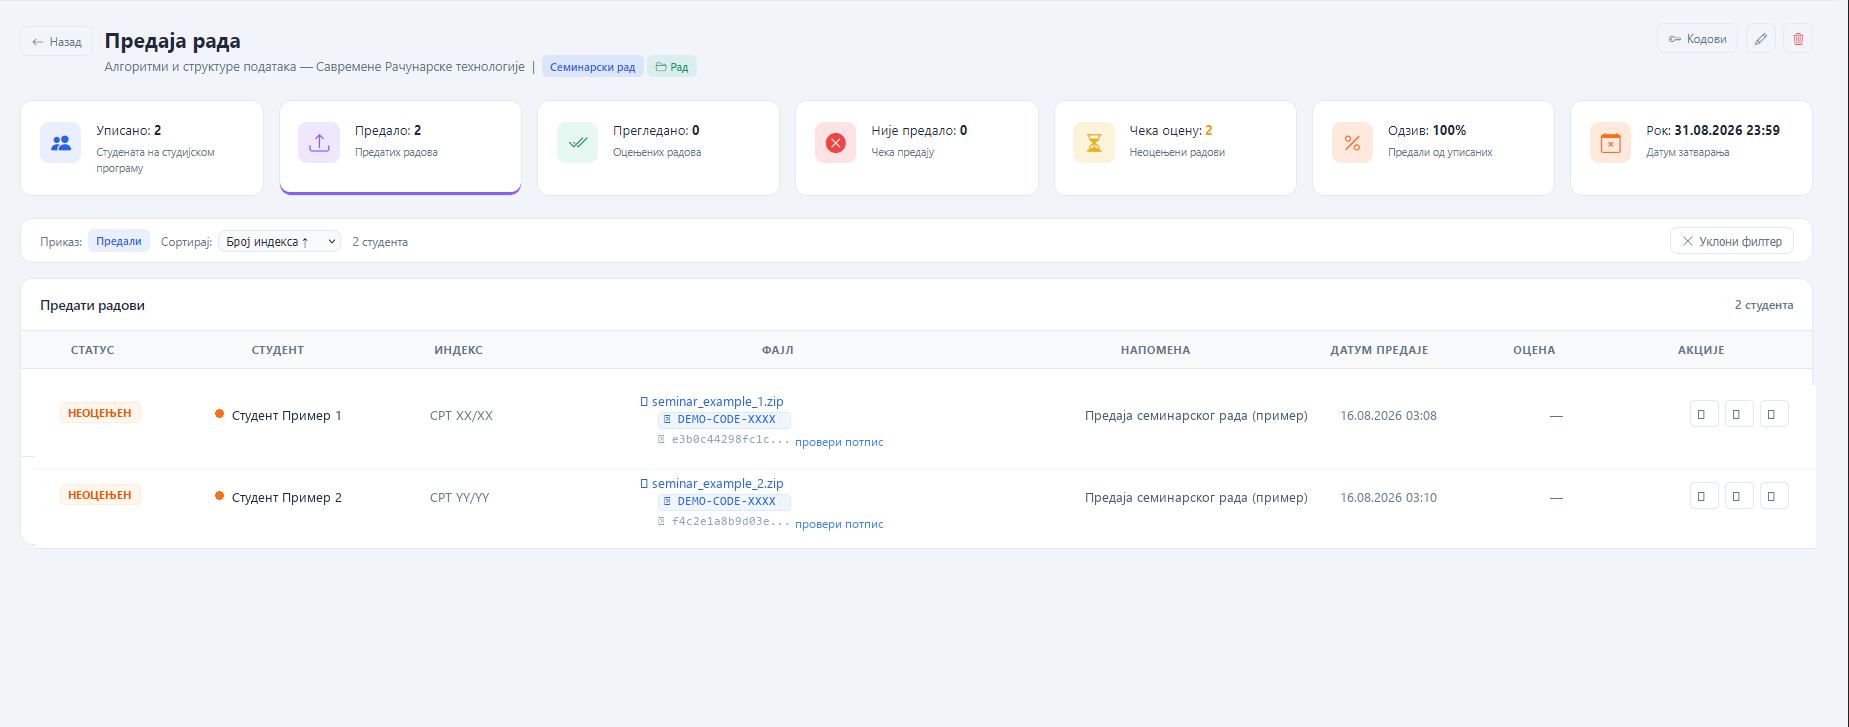 ← Назад
Предаја рада
Кодови
Алгоритми и структуре података — Савремене Рачунарске технологије | Семинарски рад Рад
Уписано: 2
Студената на студијском
програму
Предало: 2
Предатих радова
Прегледано: 0
Оцењених радова
Није предало: 0
Чека предају
Чека оцену: 2
Неоцењени радови
Одзив: 100%
Предали од уписаних
Рок: 31.08.2026 23:59
Датум затварања
Приказ: Предали Сортирај: Број индекса ↑ 2 студента
Уклони филтер
Предати радови
2 студента
СТАТУС СТУДЕНТ ИНДЕКС ФАЈЛ НАПОМЕНА ДАТУМ ПРЕДАЈЕ ОЦЕНА АКЦИЈЕ
НЕОЦЕЊЕН
Студент Пример 1
СРТ XX/XX
seminar_example_1.zip
DEMO-CODE-XXXX
e3b0c44298fc1c... провери потпис
Предаја семинарског рада (пример)
16.08.2026 03:08
—
НЕОЦЕЊЕН
Студент Пример 2
СРТ YY/YY
seminar_example_2.zip
DEMO-CODE-XXXX
f4c2e1a8b9d03e... провери потпис
Предаја семинарског рада (пример)
16.08.2026 03:10
—